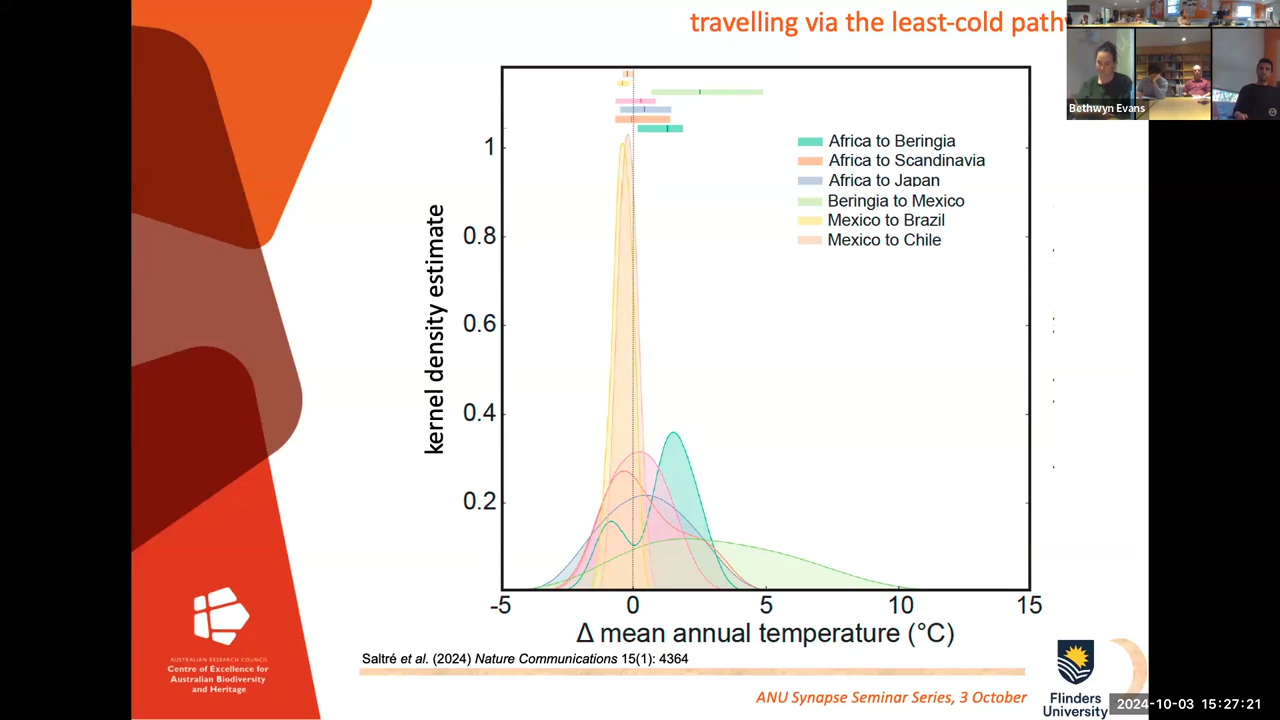 travelling via the least-cold path
Bethwyn Evans
kernel density estimate
1
0.8
0.6
0.4
0.2
Africa to Beringia
Africa to Scandinavia
Africa to Japan
Beringia to Mexico
Mexico to Brazil
Mexico to Chile
-5
0
5
10
15
Δ mean annual temperature (°C)
Saltré et al. (2024) Nature Communications 15(1): 4364
ANU Synapse Seminar Series, 3 October
AUSTRALIAN RESEARCH COUNCIL
Centre of Excellence for
Australian Biodiversity
and Heritage
Flinders
University
2024-10-03 15:27:21